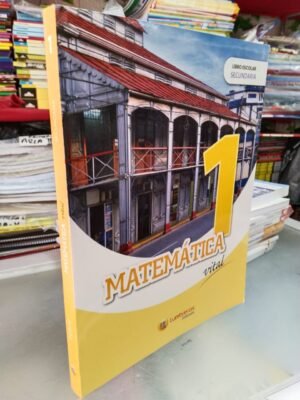 LIBRO ESCOLAR
SECUNDARIA
1
MATEMÁTICA
vital